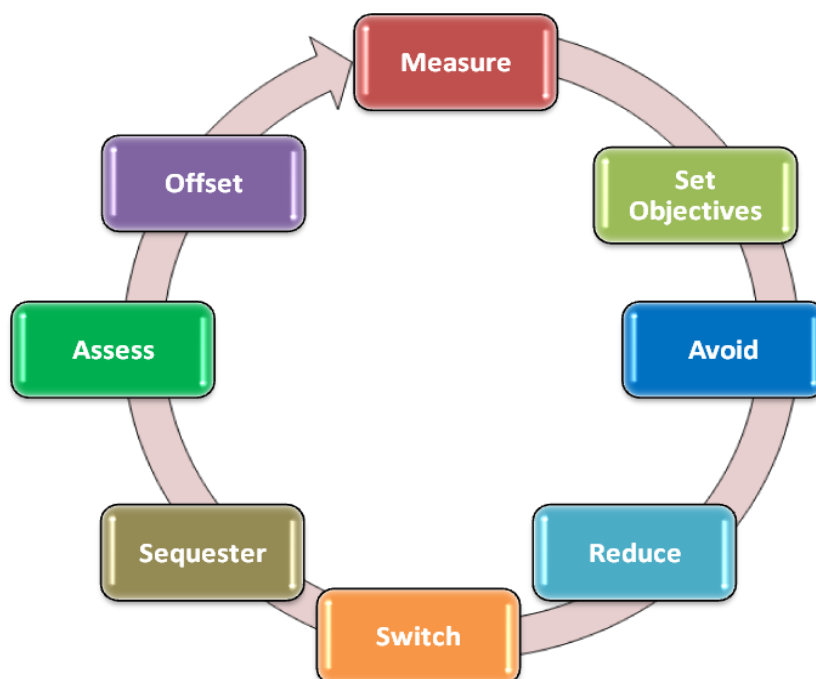 Measure
Set
Objectives
Avoid
Reduce
Switch
Sequester
Assess
Offset